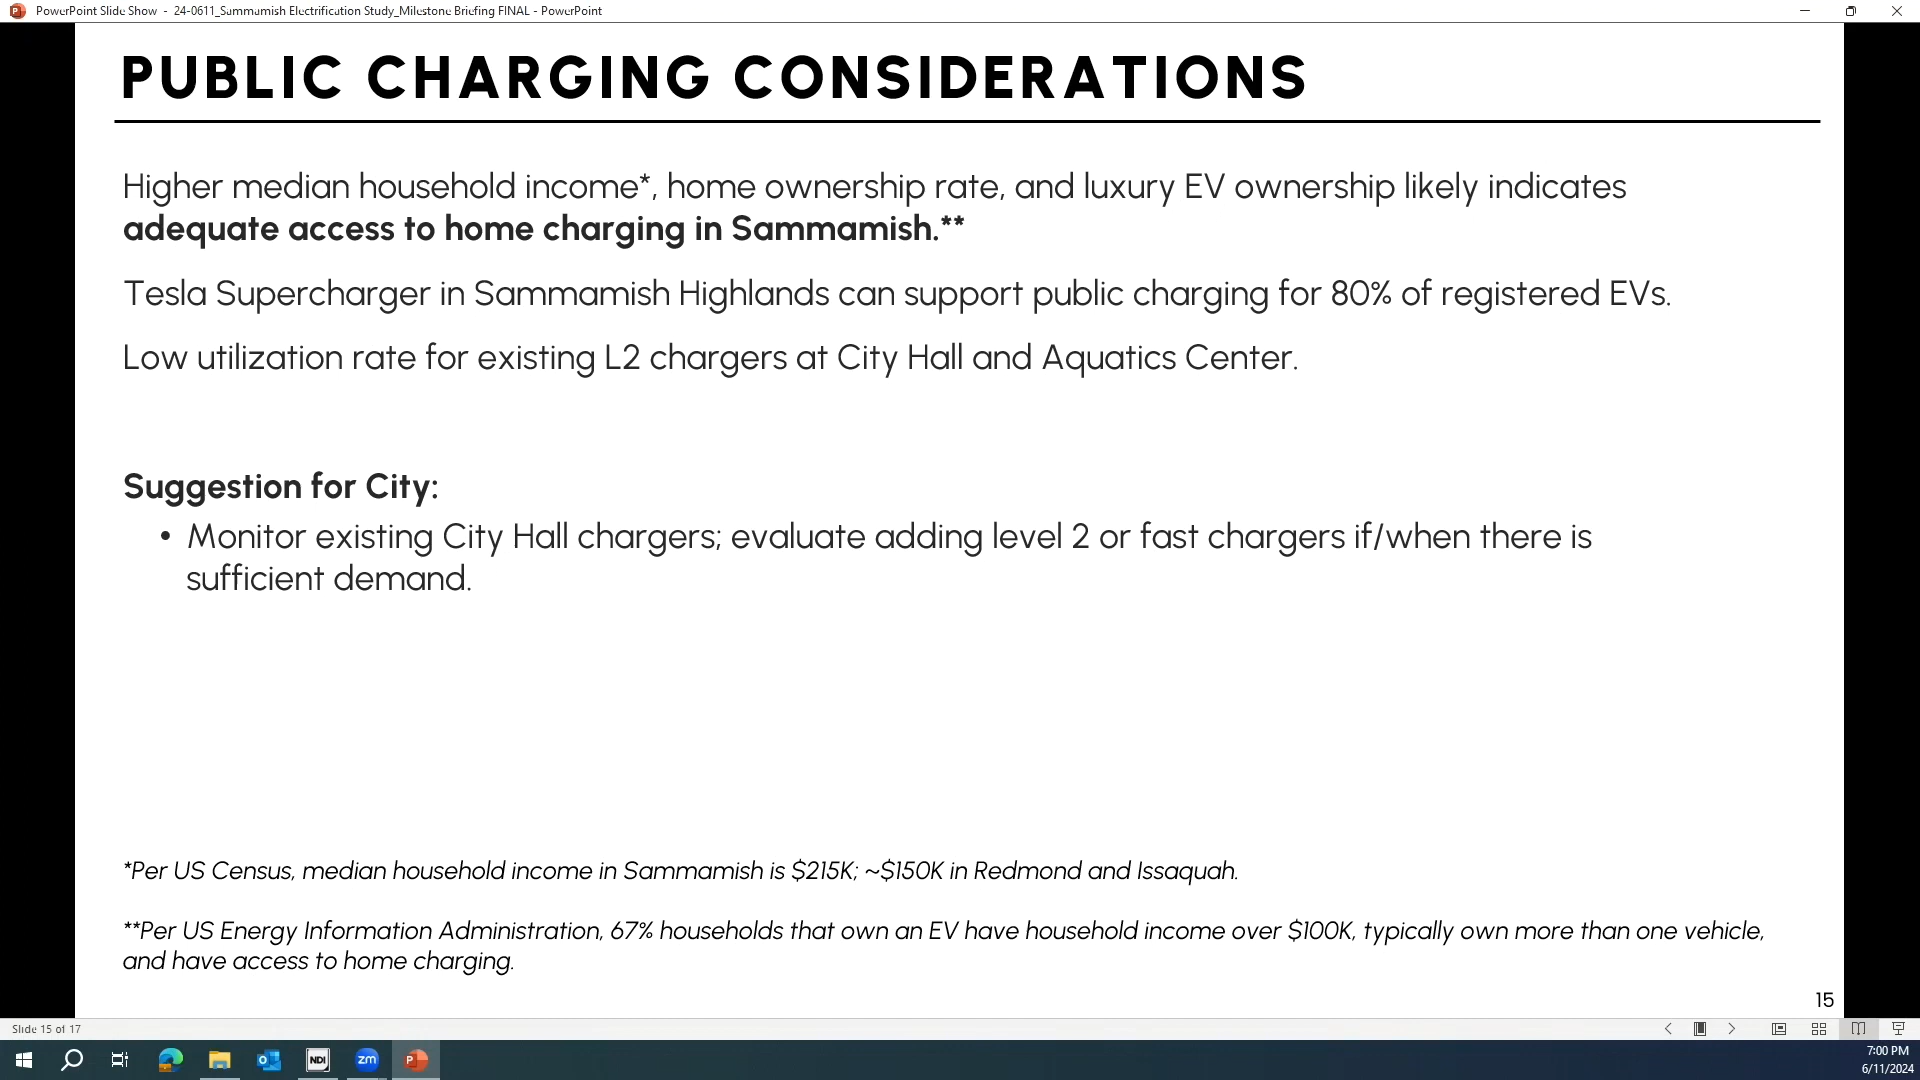 PowerPoint Slide Show - 24-0611_Sammamish Electrification Study_Milestone Briefing FINAL - PowerPoint
PUBLIC CHARGING CONSIDERATIONS
Higher median household income*, home ownership rate, and luxury EV ownership likely indicates
adequate access to home charging in Sammamish.**
Tesla Supercharger in Sammamish Highlands can support public charging for 80% of registered EVs.
Low utilization rate for existing L2 chargers at City Hall and Aquatics Center.
Suggestion for City:
• Monitor existing City Hall chargers; evaluate adding level 2 or fast chargers if/when there is
sufficient demand.
*Per US Census, median household income in Sammamish is $215K; ~$150K in Redmond and Issaquah.
**Per US Energy Information Administration, 67% households that own an EV have household income over $100K, typically own more than one vehicle,
and have access to home charging.
15
Slide 15 of 17
NDI
zm
7:00 PM
6/11/2024